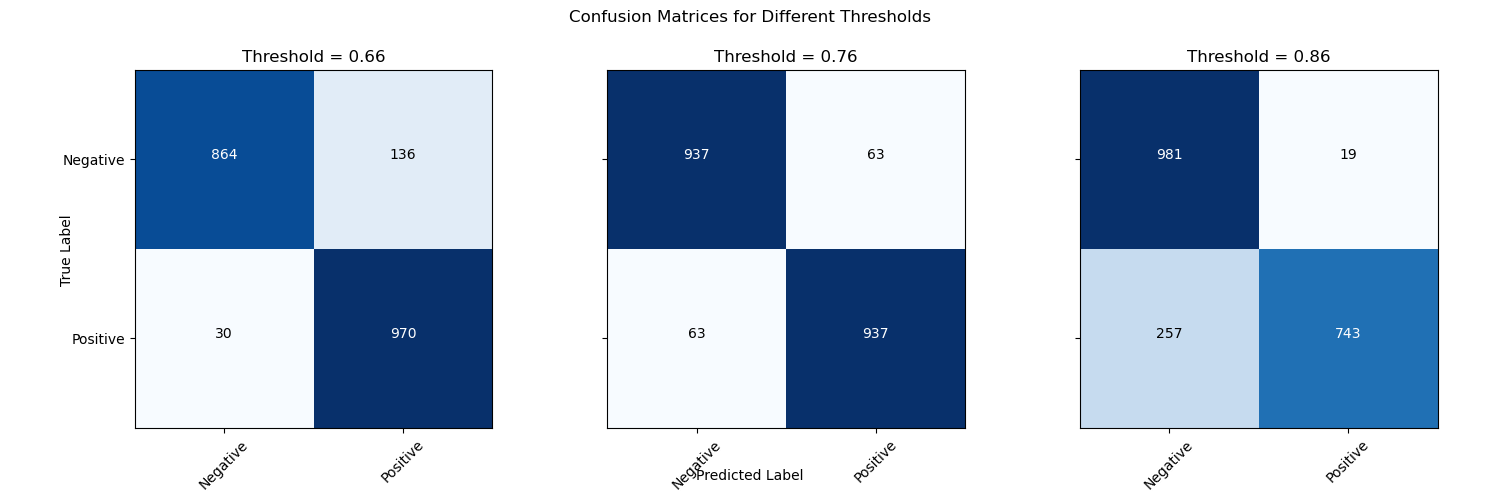 Confusion Matrices for Different Thresholds
Threshold = 0.66
Threshold = 0.76
Threshold = 0.86
True Label
Negative
864
136
937
63
981
19
Positive
30
970
63
937
257
743
Negative
Positive
Negative
Positive
Negative
Positive
Predicted Label